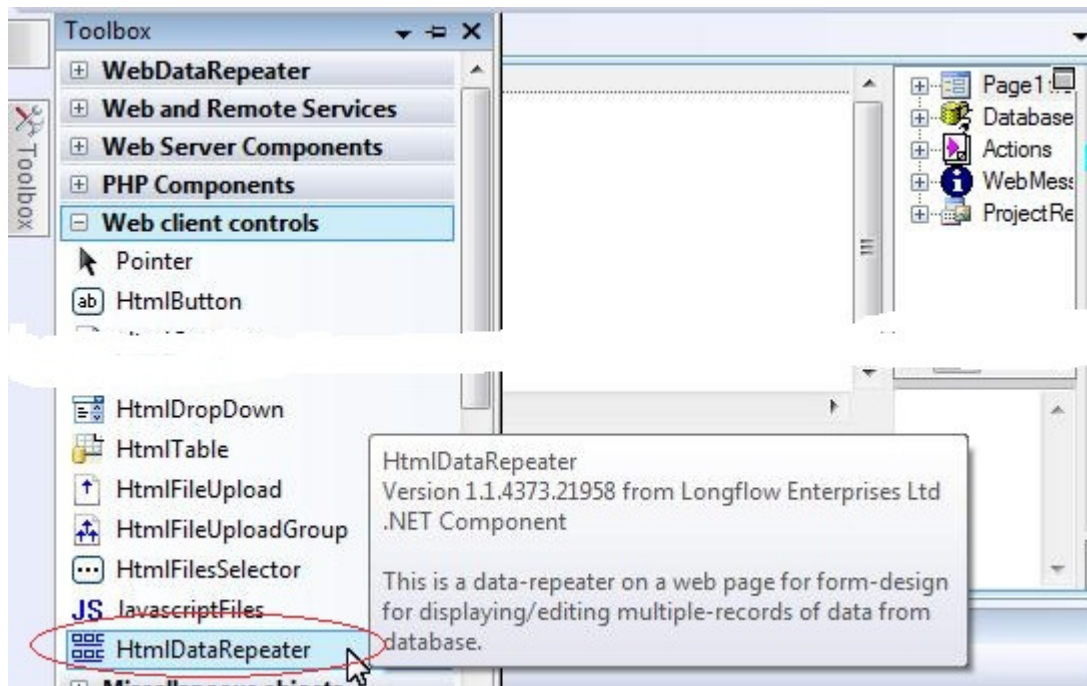 Toolbox
WebDataRepeater
Web and Remote Services
Web Server Components
PHP Components
Web client controls
Pointer
HtmlButton
HtmlDropDown
HtmlTable
HtmlFileUpload
HtmlFileUploadGroup
HtmlFilesSelector
JavascriptFiles
HtmlDataRepeater
Miscellaneous objects
Toolbox
HtmlDataRepeater
Version 1.1.4373.21958 from Longflow Enterprises Ltd
.NET Component
This is a data-repeater on a web page for form-design
for displaying/editing multiple-records of data from
database.
Page1
Database
Actions
WebMess
ProjectRe